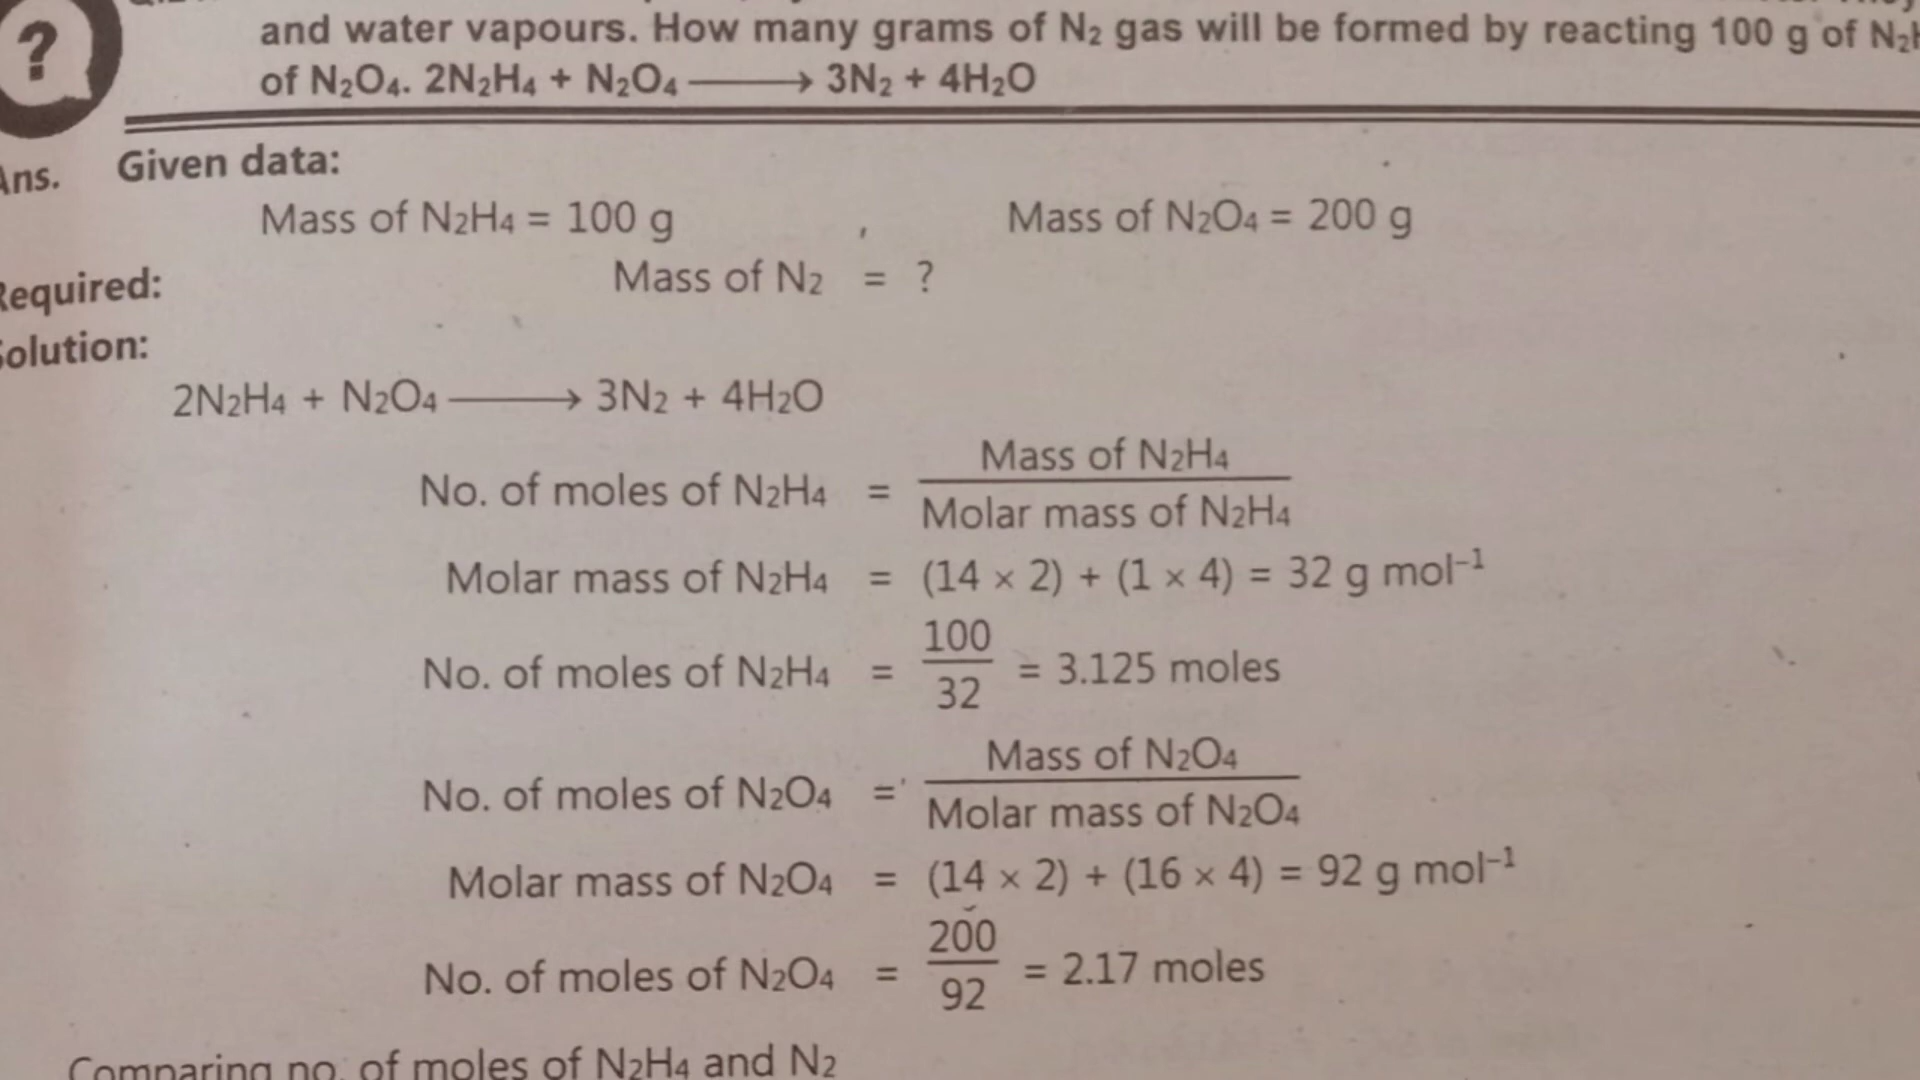 ?
and water vapours. How many grams of N₂ gas will be formed by reacting 100 g of
of N₂O₄. 2N₂H₄ + N₂O₄ ⟶ 3N₂ + 4H₂O
Ans. Given data:
Mass of N₂H₄ = 100 g Mass of N₂O₄ = 200 g
Required: Mass of N₂ = ?
Solution:
2N₂H₄ + N₂O₄ ⟶ 3N₂ + 4H₂O
No. of moles of N₂H₄ = Mass of N₂H₄ / Molar mass of N₂H₄
Molar mass of N₂H₄ = (14 × 2) + (1 × 4) = 32 g mol⁻¹
No. of moles of N₂H₄ = 100 / 32 = 3.125 moles
No. of moles of N₂O₄ = Mass of N₂O₄ / Molar mass of N₂O₄
Molar mass of N₂O₄ = (14 × 2) + (16 × 4) = 92 g mol⁻¹
No. of moles of N₂O₄ = 200 / 92 = 2.17 moles
Comparing no. of moles of N₂H₄ and N₂